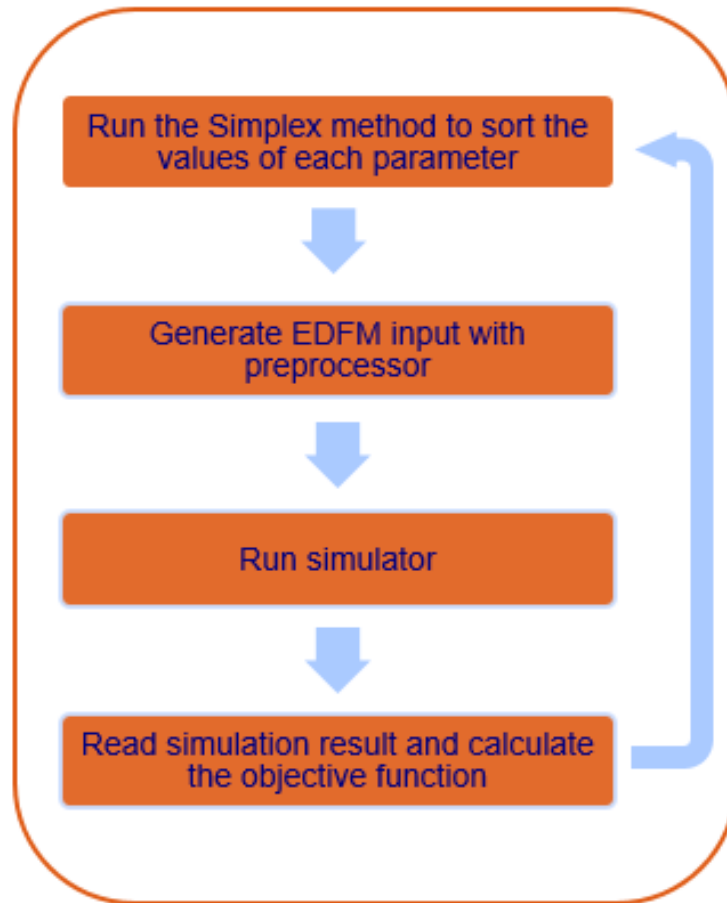 Run the Simplex method to sort the
values of each parameter
Generate EDFM input with
preprocessor
Run simulator
Read simulation result and calculate
the objective function